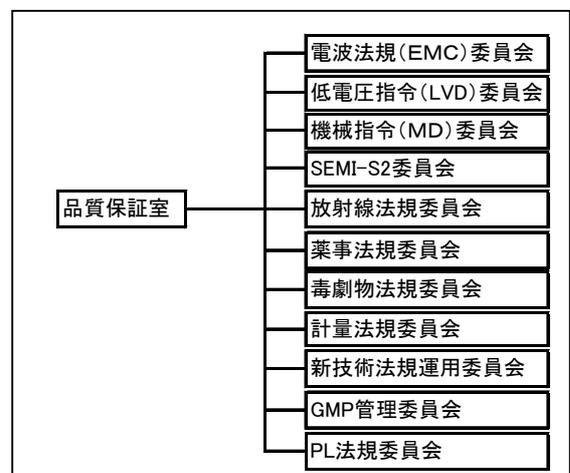 電波法規(EMC)委員会
低電圧指令(LVD)委員会
機械指令(MD)委員会
SEMI-S2委員会
品質保証室
放射線法規委員会
薬事法規委員会
毒劇物法規委員会
計量法規委員会
新技術法規運用委員会
GMP管理委員会
PL法規委員会